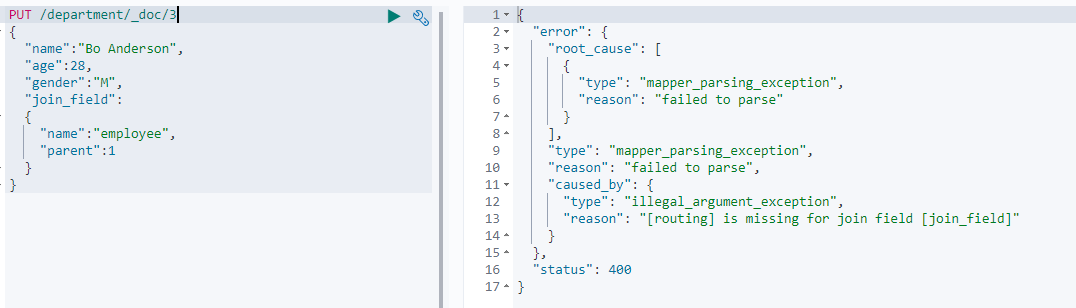 PUT /department/_doc/3
{
  "name":"Bo Anderson",
  "age":28,
  "gender":"M",
  "join_field":
  {
    "name":"employee",
    "parent":1
  }
}
1 {
2   "error": {
3     "root_cause": [
4       {
5         "type": "mapper_parsing_exception",
6         "reason": "failed to parse"
7       }
8     ],
9     "type": "mapper_parsing_exception",
10     "reason": "failed to parse",
11     "caused_by": {
12       "type": "illegal_argument_exception",
13       "reason": "[routing] is missing for join field [join_field]"
14     }
15   },
16   "status": 400
17 }